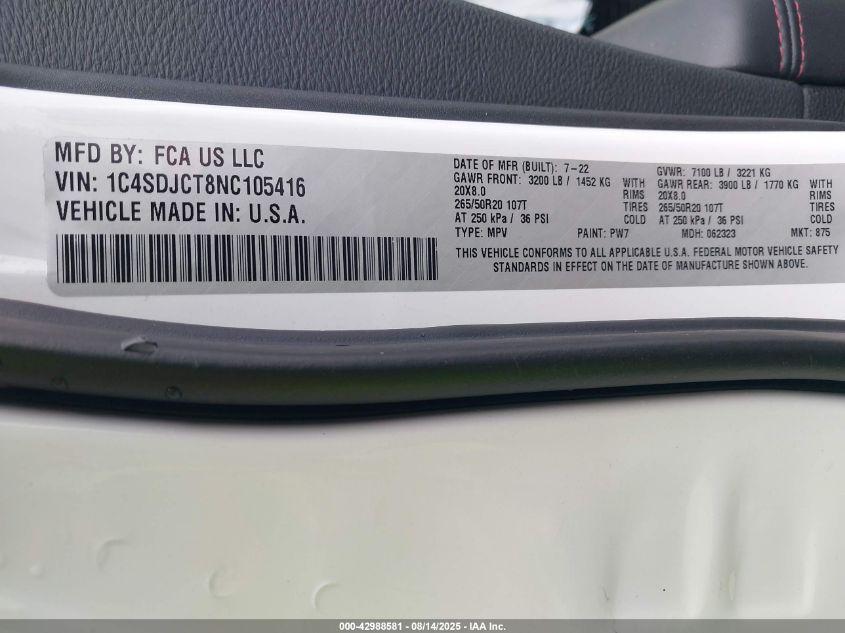 MFD BY: FCA US LLC
VIN: 1C4SDJCT8NC105416
VEHICLE MADE IN: U.S.A.
DATE OF MFR (BUILT): 7-22
GAWR FRONT: 3200 LB / 1452 KG WITH
20X8.0 RIMS
265/50R20 107T TIRES
AT 250 kPa / 36 PSI COLD
TYPE: MPV PAINT: PW7
GVWR: 7100 LB / 3221 KG
GAWR REAR: 3900 LB / 1770 KG WITH
20X8.0 RIMS
265/50R20 107T TIRES
AT 250 kPa / 36 PSI COLD
MDH: 062323 MKT: 875
THIS VEHICLE CONFORMS TO ALL APPLICABLE U.S.A. FEDERAL MOTOR VEHICLE SAFETY
STANDARDS IN EFFECT ON THE DATE OF MANUFACTURE SHOWN ABOVE.
000-42988581 - 08/14/2025 - IAA Inc.